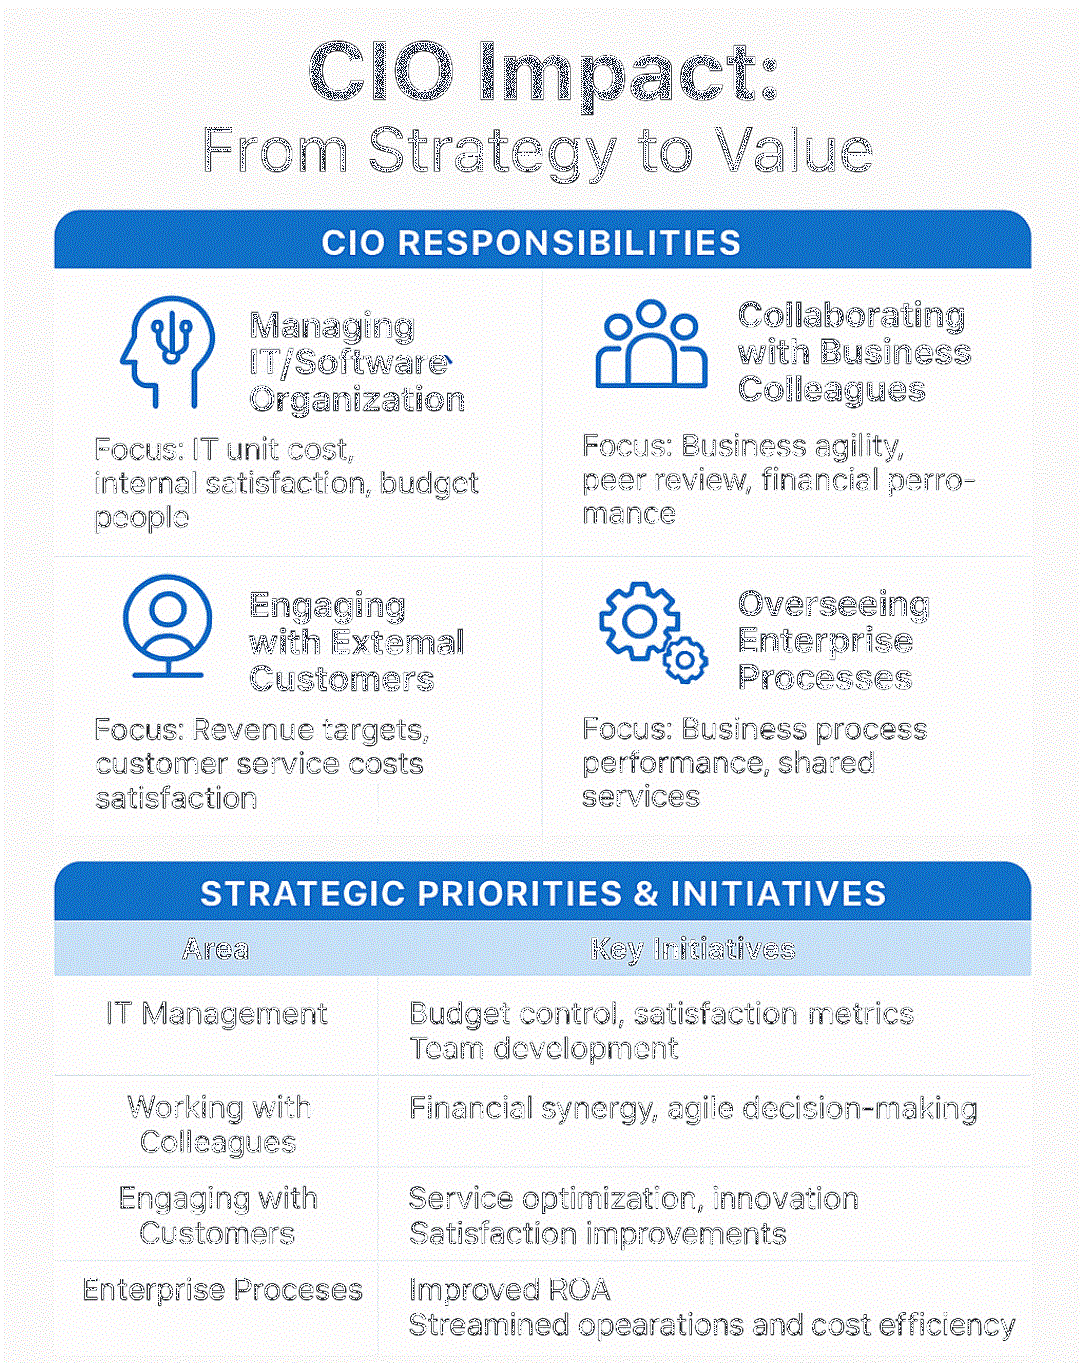 CIO Impact:
From Strategy to Value
CIO RESPONSIBILITIES
Managing
IT/Software
Organization
Focus: IT unit cost,
internal satisfaction, budget
people
Collaborating
with Business
Colleagues
Focus: Business agility,
peer review, financial perro-
mance
Engaging
with External
Customers
Focus: Revenue targets,
customer service costs
satisfaction
Overseeing
Enterprise
Processes
Focus: Business process
performance, shared
services
STRATEGIC PRIORITIES & INITIATIVES
Area
Key Initiatives
IT Management
Budget control, satisfaction metrics
Team development
Working with
Colleagues
Financial synergy, agile decision-making
Engaging with
Customers
Service optimization, innovation
Satisfaction improvements
Enterprise Proceses
Improved ROA
Streamined opearations and cost efficiency